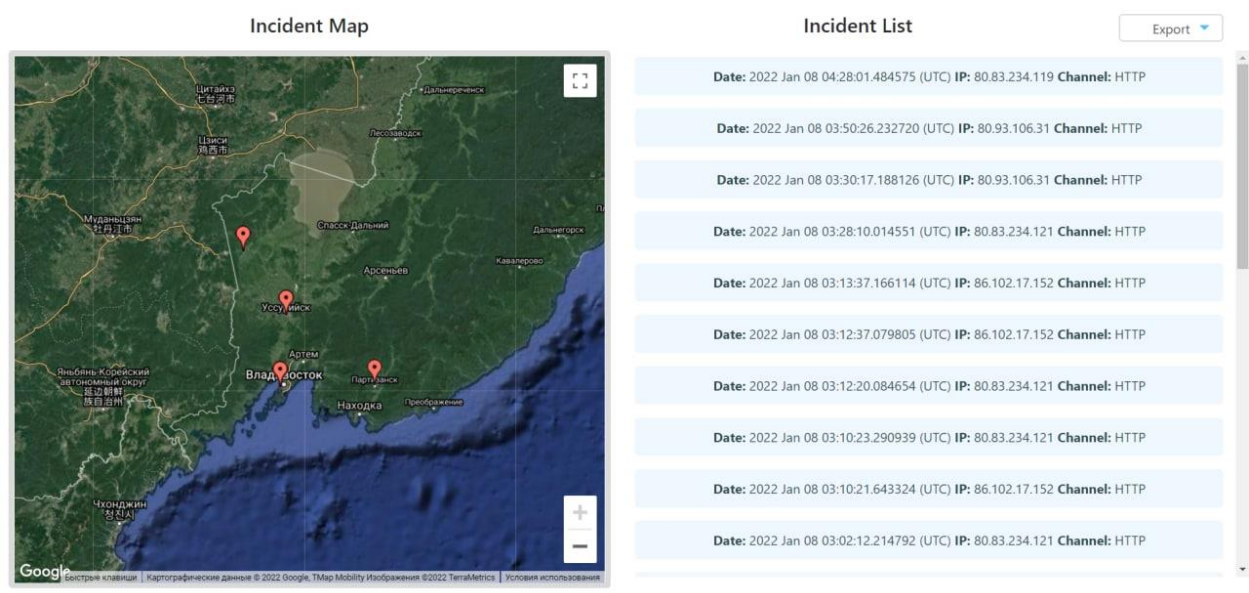 Incident Map
Incident List
Export
Цитайхэ
七台河市
Дальнереченск
Лесозаводск
Цзиси
鸡西市
Муданьцзян
牡丹江市
Спасск-Дальний
Дальнегорск
Кавалерово
Арсеньев
Уссурийск
Артем
Владивосток
Партизанск
Находка
Преображение
Яньбянь-Корейский
автономный округ
延边朝鲜
族自治州
Чхонджин
청진시
Google
Быстрые клавиши
Картографические данные © 2022 Google, TMap Mobility Изображения ©2022 TerraMetrics
Условия использования
Date: 2022 Jan 08 04:28:01.484575 (UTC) IP: 80.83.234.119 Channel: HTTP
Date: 2022 Jan 08 03:50:26.232720 (UTC) IP: 80.93.106.31 Channel: HTTP
Date: 2022 Jan 08 03:30:17.188126 (UTC) IP: 80.93.106.31 Channel: HTTP
Date: 2022 Jan 08 03:28:10.014551 (UTC) IP: 80.83.234.121 Channel: HTTP
Date: 2022 Jan 08 03:13:37.166114 (UTC) IP: 86.102.17.152 Channel: HTTP
Date: 2022 Jan 08 03:12:37.079805 (UTC) IP: 86.102.17.152 Channel: HTTP
Date: 2022 Jan 08 03:12:20.084654 (UTC) IP: 80.83.234.121 Channel: HTTP
Date: 2022 Jan 08 03:10:23.290939 (UTC) IP: 80.83.234.121 Channel: HTTP
Date: 2022 Jan 08 03:10:21.643324 (UTC) IP: 86.102.17.152 Channel: HTTP
Date: 2022 Jan 08 03:02:12.214792 (UTC) IP: 80.83.234.121 Channel: HTTP